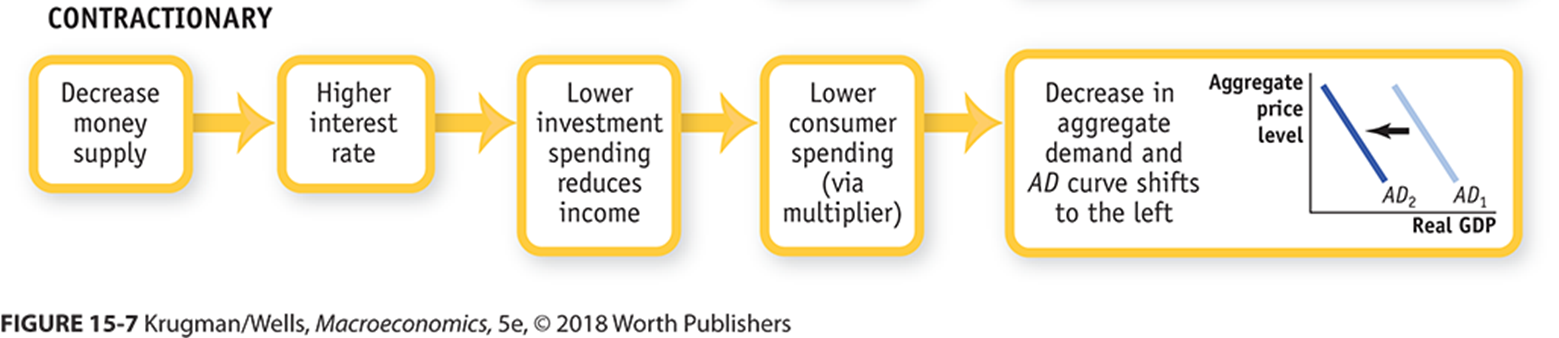 CONTRACTIONARY
Decrease
money
supply
Higher
interest
rate
Lower
investment
spending
reduces
income
Lower
consumer
spending
(via
multiplier)
Decrease in
aggregate
demand and
AD curve shifts
to the left
Aggregate
price
level
AD₂
AD₁
Real GDP
FIGURE 15-7 Krugman/Wells, Macroeconomics, 5e, © 2018 Worth Publishers